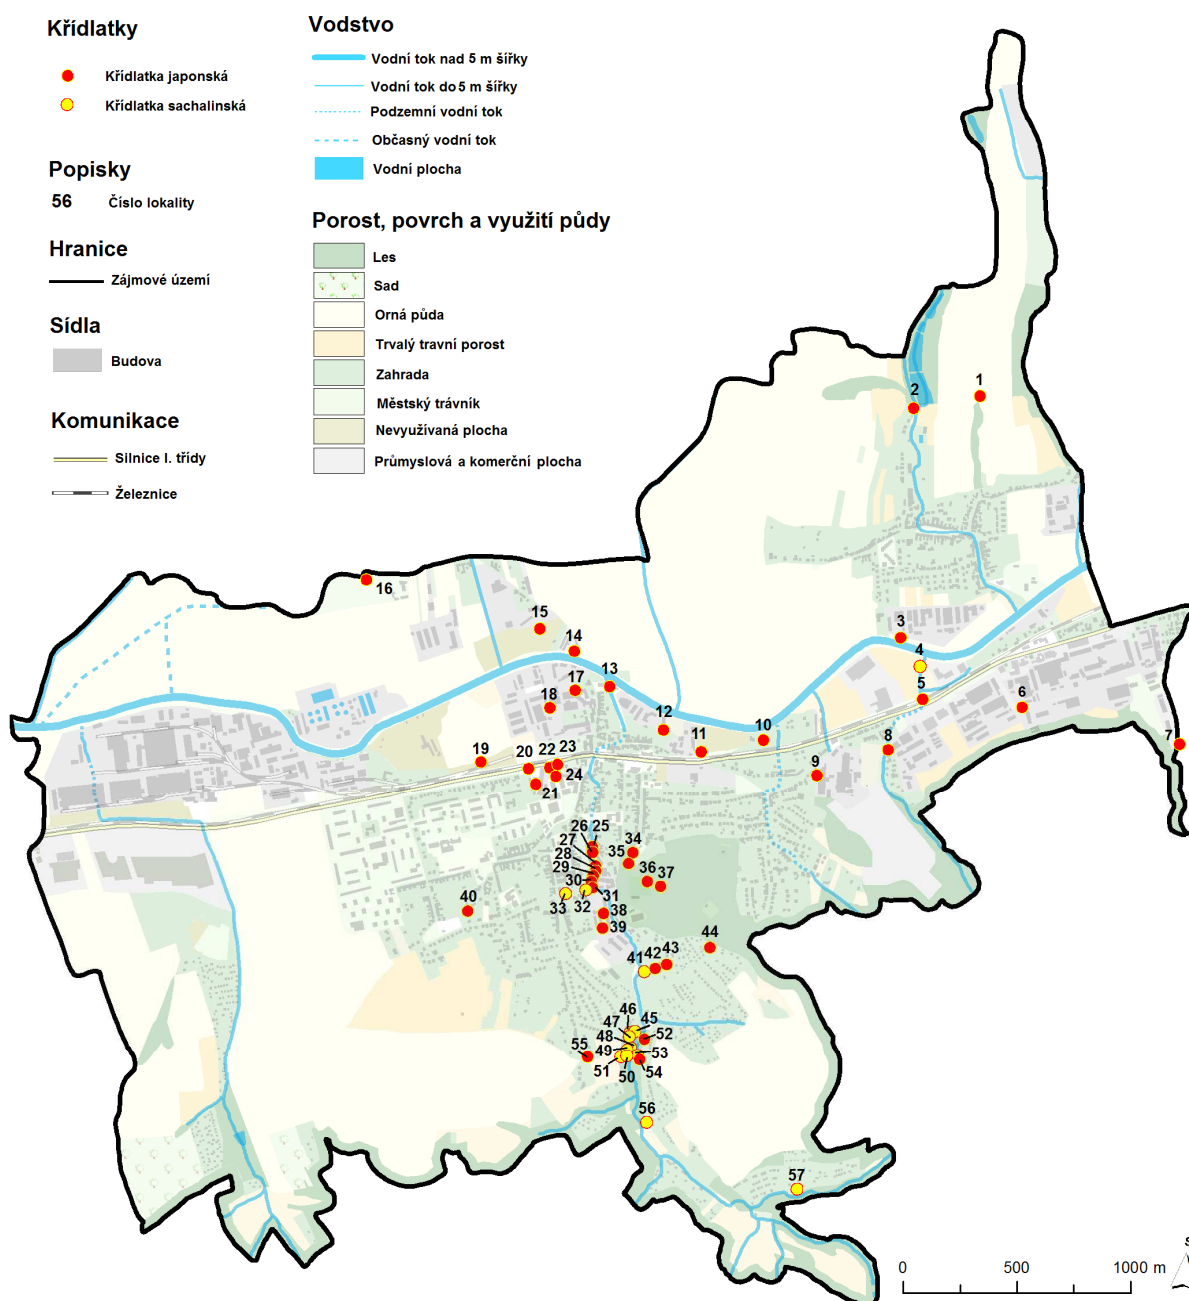 Křídlatky
Křídlatka japonská
Křídlatka sachalinská
Popisky
56 Číslo lokality
Hranice
Zájmové území
Sídla
Budova
Komunikace
Silnice I. třídy
Železnice
Vodstvo
Vodní tok nad 5 m šířky
Vodní tok do 5 m šířky
Podzemní vodní tok
Občasný vodní tok
Vodní plocha
Porost, povrch a využití půdy
Les
Sad
Orná půda
Trvalý travní porost
Zahrada
Městský trávník
Nevyužívaná plocha
Průmyslová a komerční plocha
1
2
3
4
5
6
7
8
9
10
11
12
13
14
15
16
17
18
19
20
21
22
23
24
25
26
27
28
29
30
31
32
33
34
35
36
37
38
39
40
41
42
43
44
45
46
47
48
49
50
51
52
53
54
55
56
57
0 500 1000 m